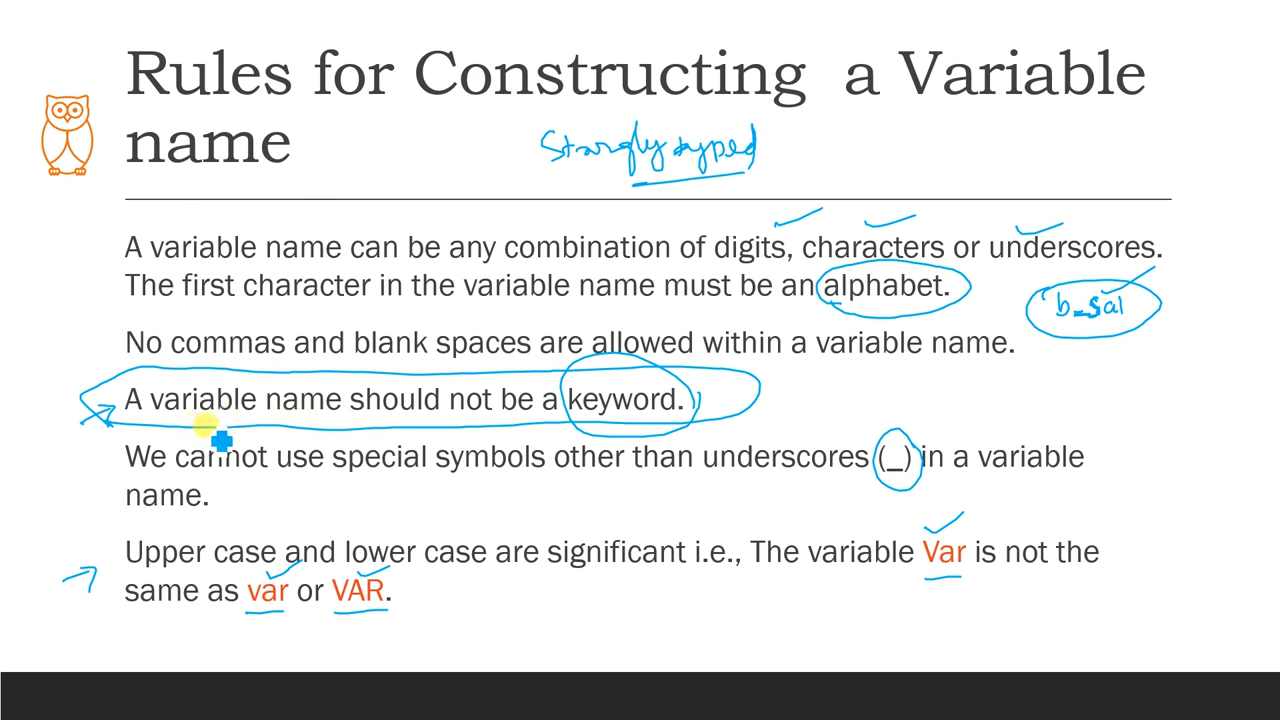 Rules for Constructing a Variable
name
Strongly typed
A variable name can be any combination of digits, characters or underscores.
The first character in the variable name must be an alphabet.
b_sal
No commas and blank spaces are allowed within a variable name.
A variable name should not be a keyword.
We cannot use special symbols other than underscores (_) in a variable
name.
Upper case and lower case are significant i.e., The variable Var is not the
same as var or VAR.